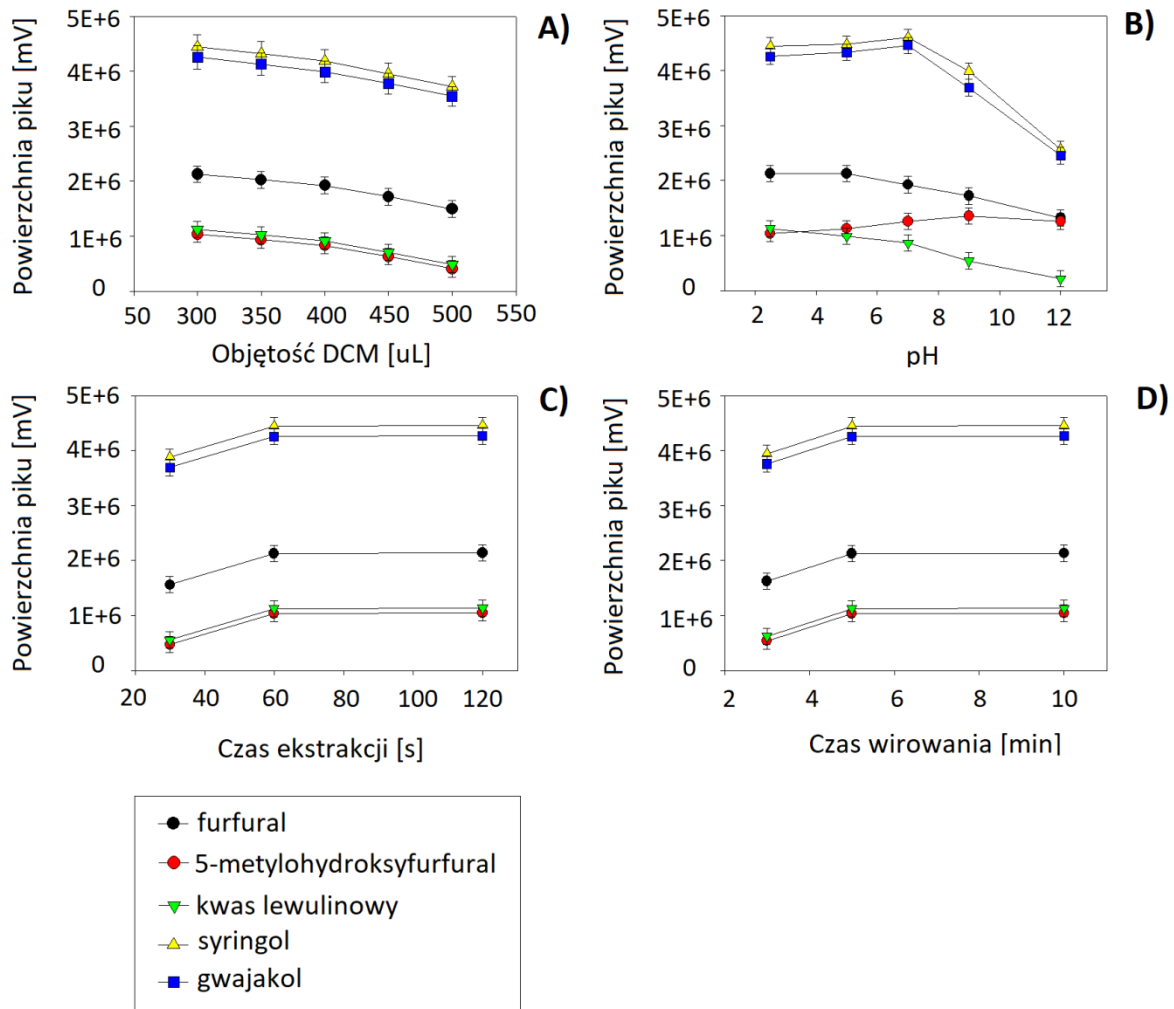 A)
Powierzchnia piku [mV]
5E+6
4E+6
3E+6
2E+6
1E+6
0
50 300 350 400 450 500 550
Objętość DCM [uL]
B)
Powierzchnia piku [mV]
5E+6
4E+6
3E+6
2E+6
1E+6
0
2 4 6 8 10 12
pH
C)
Powierzchnia piku [mV]
5E+6
4E+6
3E+6
2E+6
1E+6
0
20 40 60 80 100 120
Czas ekstrakcji [s]
D)
Powierzchnia piku [mV]
5E+6
4E+6
3E+6
2E+6
1E+6
0
2 4 6 8 10
Czas wirowania [min]
furfural
5-metylohydroksyfurfural
kwas lewulinowy
syringol
gwajakol